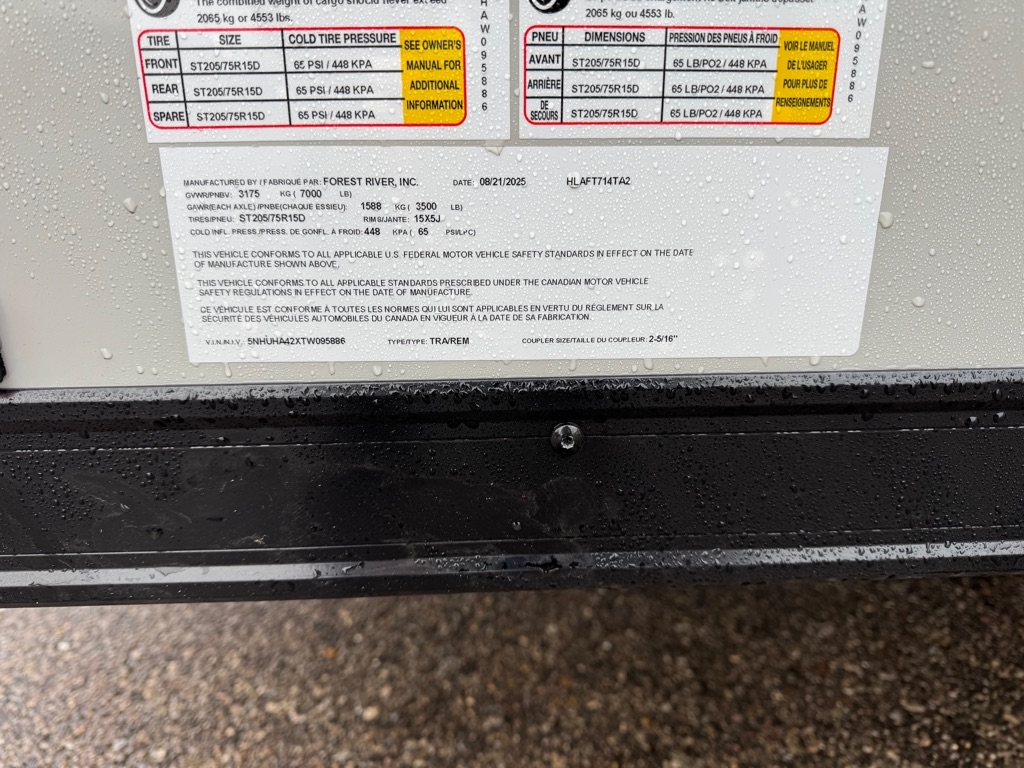 The combined weight of cargo should never exceed
2065 kg or 4553 lbs.
TIRE SIZE COLD TIRE PRESSURE SEE OWNER'S MANUAL FOR ADDITIONAL INFORMATION
FRONT ST205/75R15D 65 PSI / 448 KPA
REAR ST205/75R15D 65 PSI / 448 KPA
SPARE ST205/75R15D 65 PSI / 448 KPA
HAW095886
2065 kg ou 4553 lb.
PNEU DIMENSIONS PRESSION DES PNEUS À FROID VOIR LE MANUEL DE L'USAGER POUR PLUS DE RENSEIGNEMENTS
AVANT ST205/75R15D 65 LB/PO2 / 448 KPA
ARRIÈRE ST205/75R15D 65 LB/PO2 / 448 KPA
DE SECOURS ST205/75R15D 65 LB/PO2 / 448 KPA
AW095886
MANUFACTURED BY / FABRIQUÉ PAR: FOREST RIVER, INC. DATE: 08/21/2025 HLAFT714TA2
GVWR/PNBV: 3175 KG ( 7000 LB)
GAWR(EACH AXLE) /PNBE(CHAQUE ESSIEU): 1588 KG ( 3500 LB)
TIRES/PNEU: ST205/75R15D RIMS/JANTE: 15X5J
COLD INFL. PRESS./PRESS. DE GONFL. À FROID: 448 KPA ( 65 PSI/LPC)
THIS VEHICLE CONFORMS TO ALL APPLICABLE U.S. FEDERAL MOTOR VEHICLE SAFETY STANDARDS IN EFFECT ON THE DATE
OF MANUFACTURE SHOWN ABOVE.
THIS VEHICLE CONFORMS TO ALL APPLICABLE STANDARDS PRESCRIBED UNDER THE CANADIAN MOTOR VEHICLE
SAFETY REGULATIONS IN EFFECT ON THE DATE OF MANUFACTURE.
CE VÉHICULE EST CONFORME À TOUTES LES NORMES QUI LUI SONT APPLICABLES EN VERTU DU RÈGLEMENT SUR LA
SÉCURITÉ DES VÉHICULES AUTOMOBILES DU CANADA EN VIGUEUR À LA DATE DE SA FABRICATION.
V.I.N./N.I.V.: 5NHUHA42XTW095886 TYPE/TYPE: TRA/REM COUPLER SIZE/TAILLE DU COUPLEUR: 2-5/16"